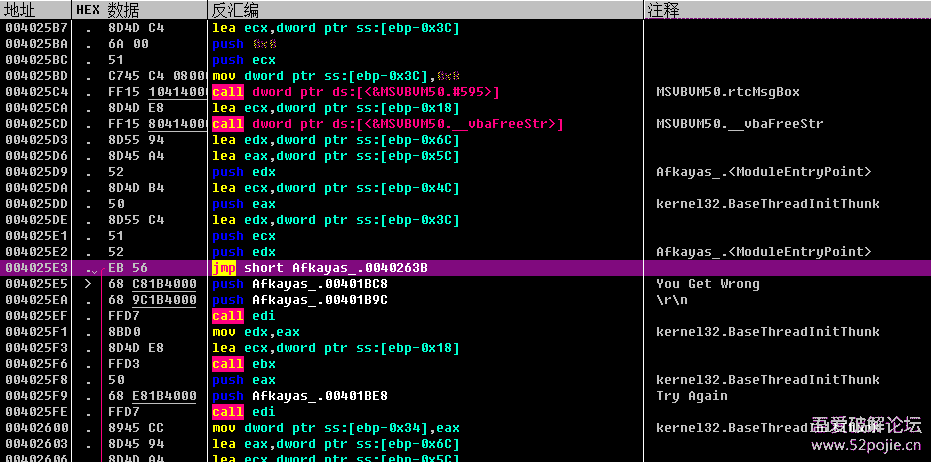 地址 HEX 数据 反汇编 注释
004025B7 . 8D4D C4 lea ecx,dword ptr ss:[ebp-0x3C]
004025BA . 6A 00 push 0x0
004025BC . 51 push ecx
004025BD . C745 C4 08000 mov dword ptr ss:[ebp-0x3C],0x8
004025C4 . FF15 10414000 call dword ptr ds:[<&MSVBVM50.#595>] MSVBVM50.rtcMsgBox
004025CA . 8D4D E8 lea ecx,dword ptr ss:[ebp-0x18]
004025CD . FF15 80414000 call dword ptr ds:[<&MSVBVM50.__vbaFreeStr>] MSVBVM50.__vbaFreeStr
004025D3 . 8D55 94 lea edx,dword ptr ss:[ebp-0x6C]
004025D6 . 8D45 A4 lea eax,dword ptr ss:[ebp-0x5C]
004025D9 . 52 push edx Afkayas_.<ModuleEntryPoint>
004025DA . 8D4D B4 lea ecx,dword ptr ss:[ebp-0x4C]
004025DD . 50 push eax kernel32.BaseThreadInitThunk
004025DE . 8D55 C4 lea edx,dword ptr ss:[ebp-0x3C]
004025E1 . 51 push ecx
004025E2 . 52 push edx Afkayas_.<ModuleEntryPoint>
004025E3 . EB 56 jmp short Afkayas_.0040263B
004025E5 > 68 C81B4000 push Afkayas_.00401BC8 You Get Wrong
004025EA . 68 9C1B4000 push Afkayas_.00401B9C \r\n
004025EF . FFD7 call edi
004025F1 . 8BD0 mov edx,eax kernel32.BaseThreadInitThunk
004025F3 . 8D4D E8 lea ecx,dword ptr ss:[ebp-0x18]
004025F6 . FFD3 call ebx
004025F8 . 50 push eax kernel32.BaseThreadInitThunk
004025F9 . 68 E81B4000 push Afkayas_.00401BE8 Try Again
004025FE . FFD7 call edi
00402600 . 8945 CC mov dword ptr ss:[ebp-0x34],eax kernel32.BaseThreadInitThunk
00402603 . 8D45 94 lea eax,dword ptr ss:[ebp-0x6C]
00402606 . 8D4D A4 lea ecx,dword ptr ss:[ebp-0x5C]
吾爱破解论坛
www.52pojie.cn